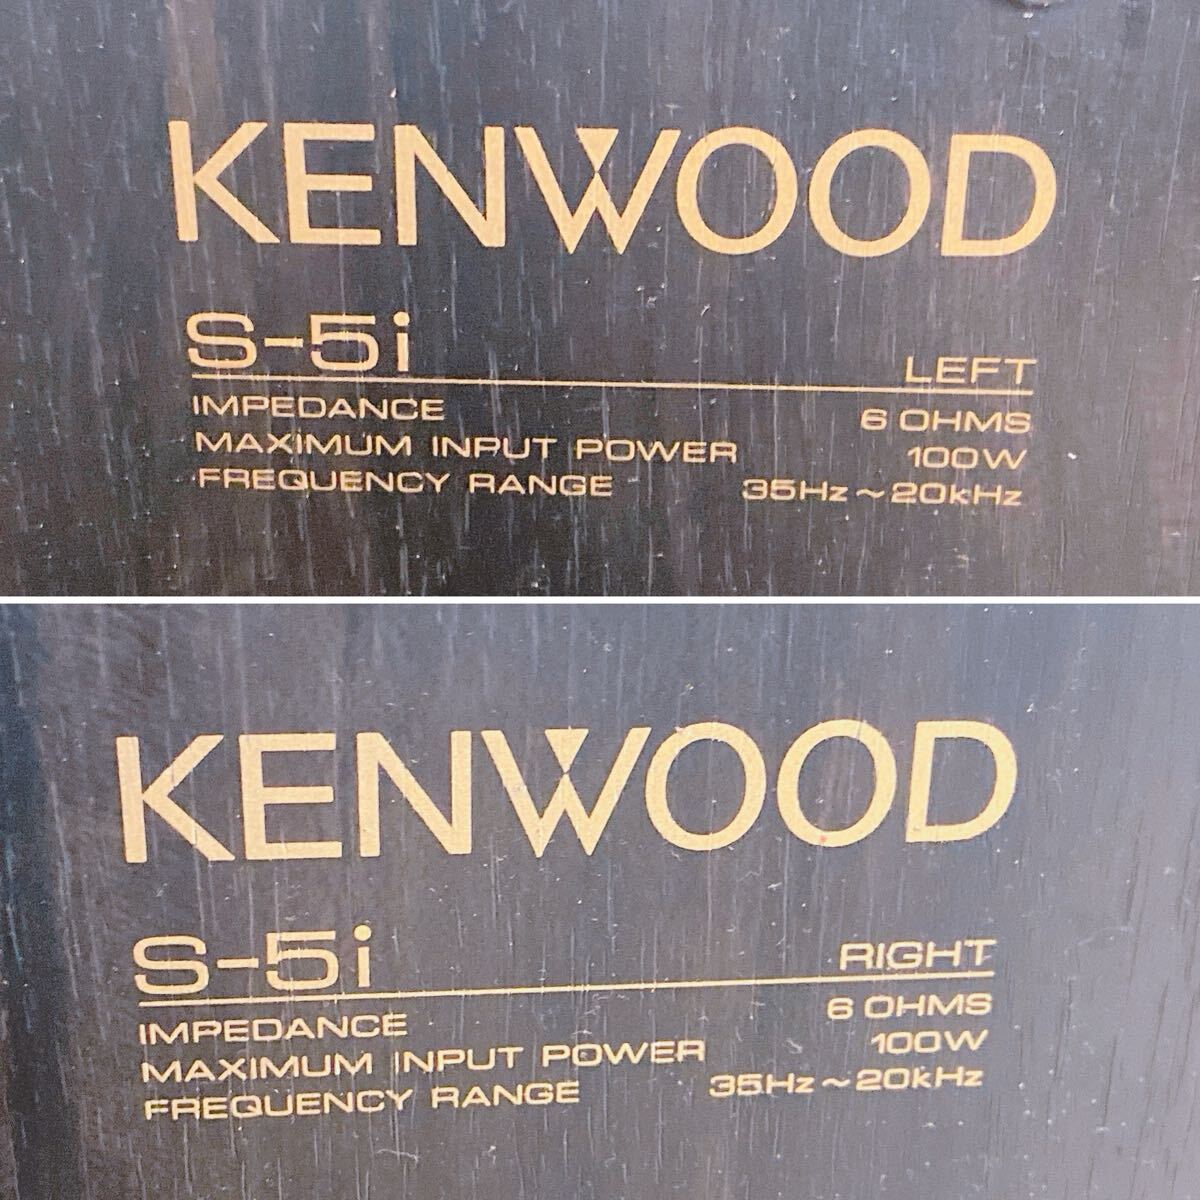 KENWOOD
S-5i LEFT
IMPEDANCE 6 OHMS
MAXIMUM INPUT POWER 100W
FREQUENCY RANGE 35Hz~20kHz
KENWOOD
S-5i RIGHT
IMPEDANCE 6 OHMS
MAXIMUM INPUT POWER 100W
FREQUENCY RANGE 35Hz~20kHz